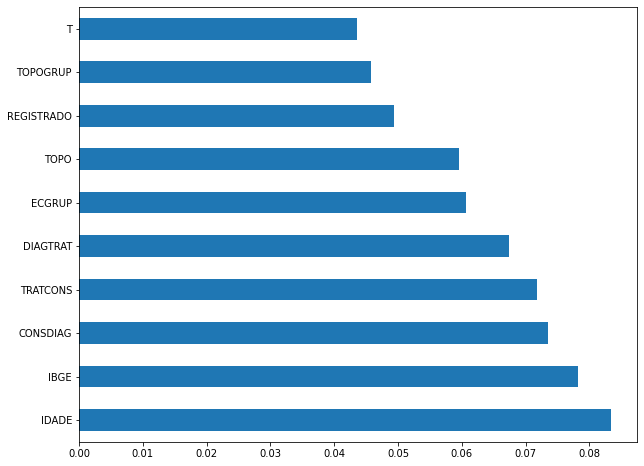 T
TOPOGRUP
REGISTRADO
TOPO
ECGRUP
DIAGTRAT
TRATCONS
CONSDIAG
IBGE
IDADE
0.00 0.01 0.02 0.03 0.04 0.05 0.06 0.07 0.08